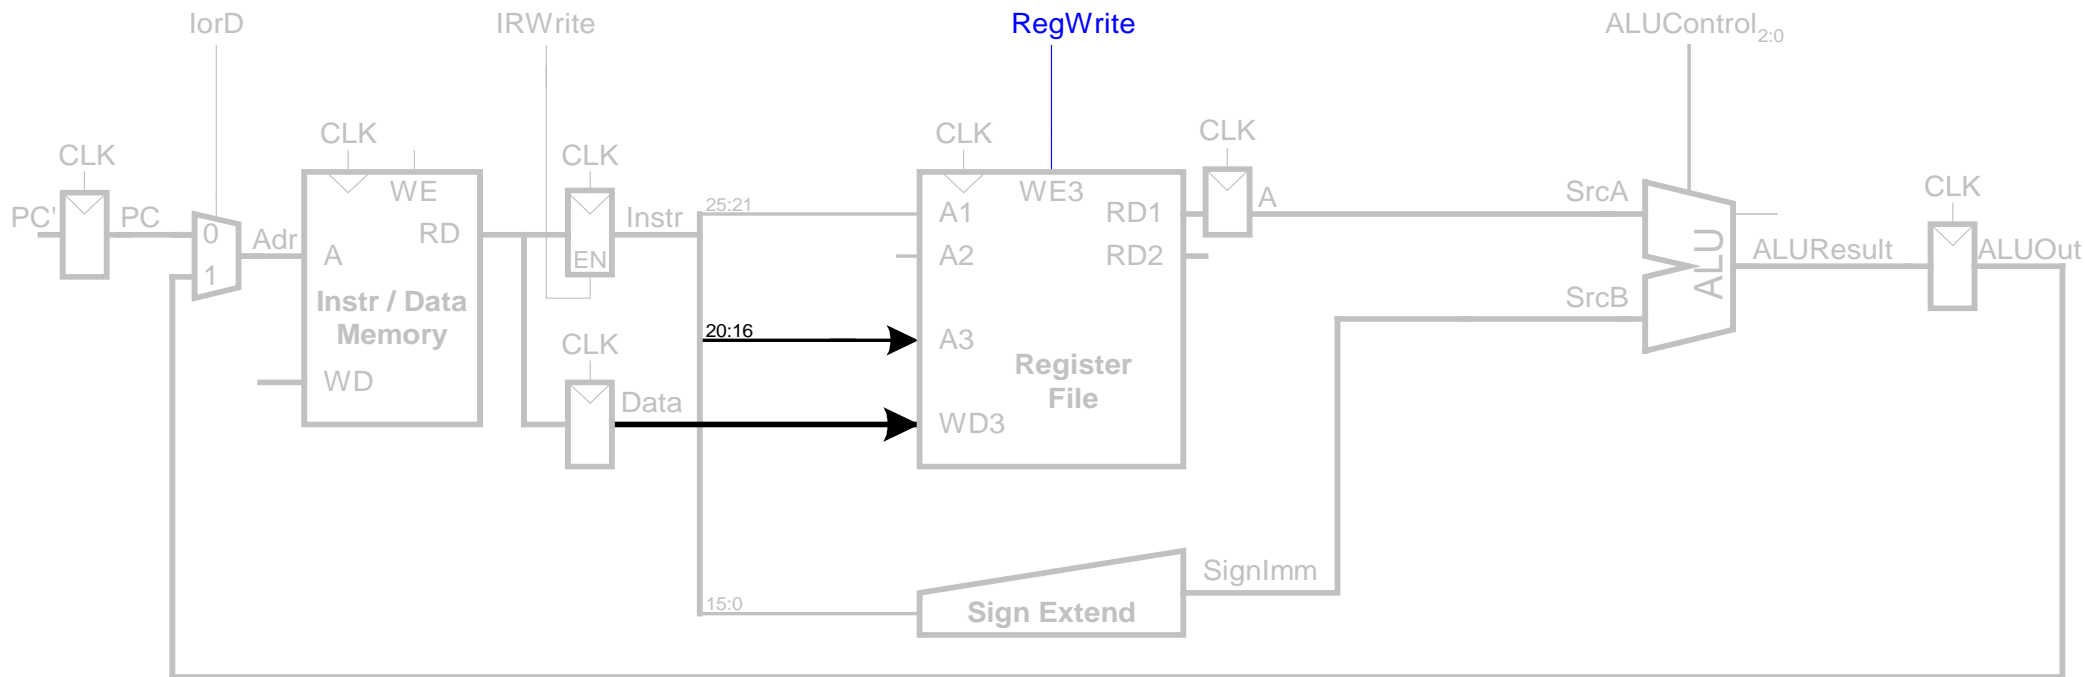 IorD
IRWrite
RegWrite
ALUControl2:0
CLK
CLK
CLK
CLK
CLK
CLK
CLK
PC'
PC
0
1
Adr
WE
RD
A
Instr / Data
Memory
WD
EN
Instr
CLK
Data
25:21
20:16
15:0
A1
A2
A3
WD3
WE3
RD1
RD2
Register
File
A
SrcA
SrcB
ALU
ALUResult
ALUOut
SignImm
Sign Extend